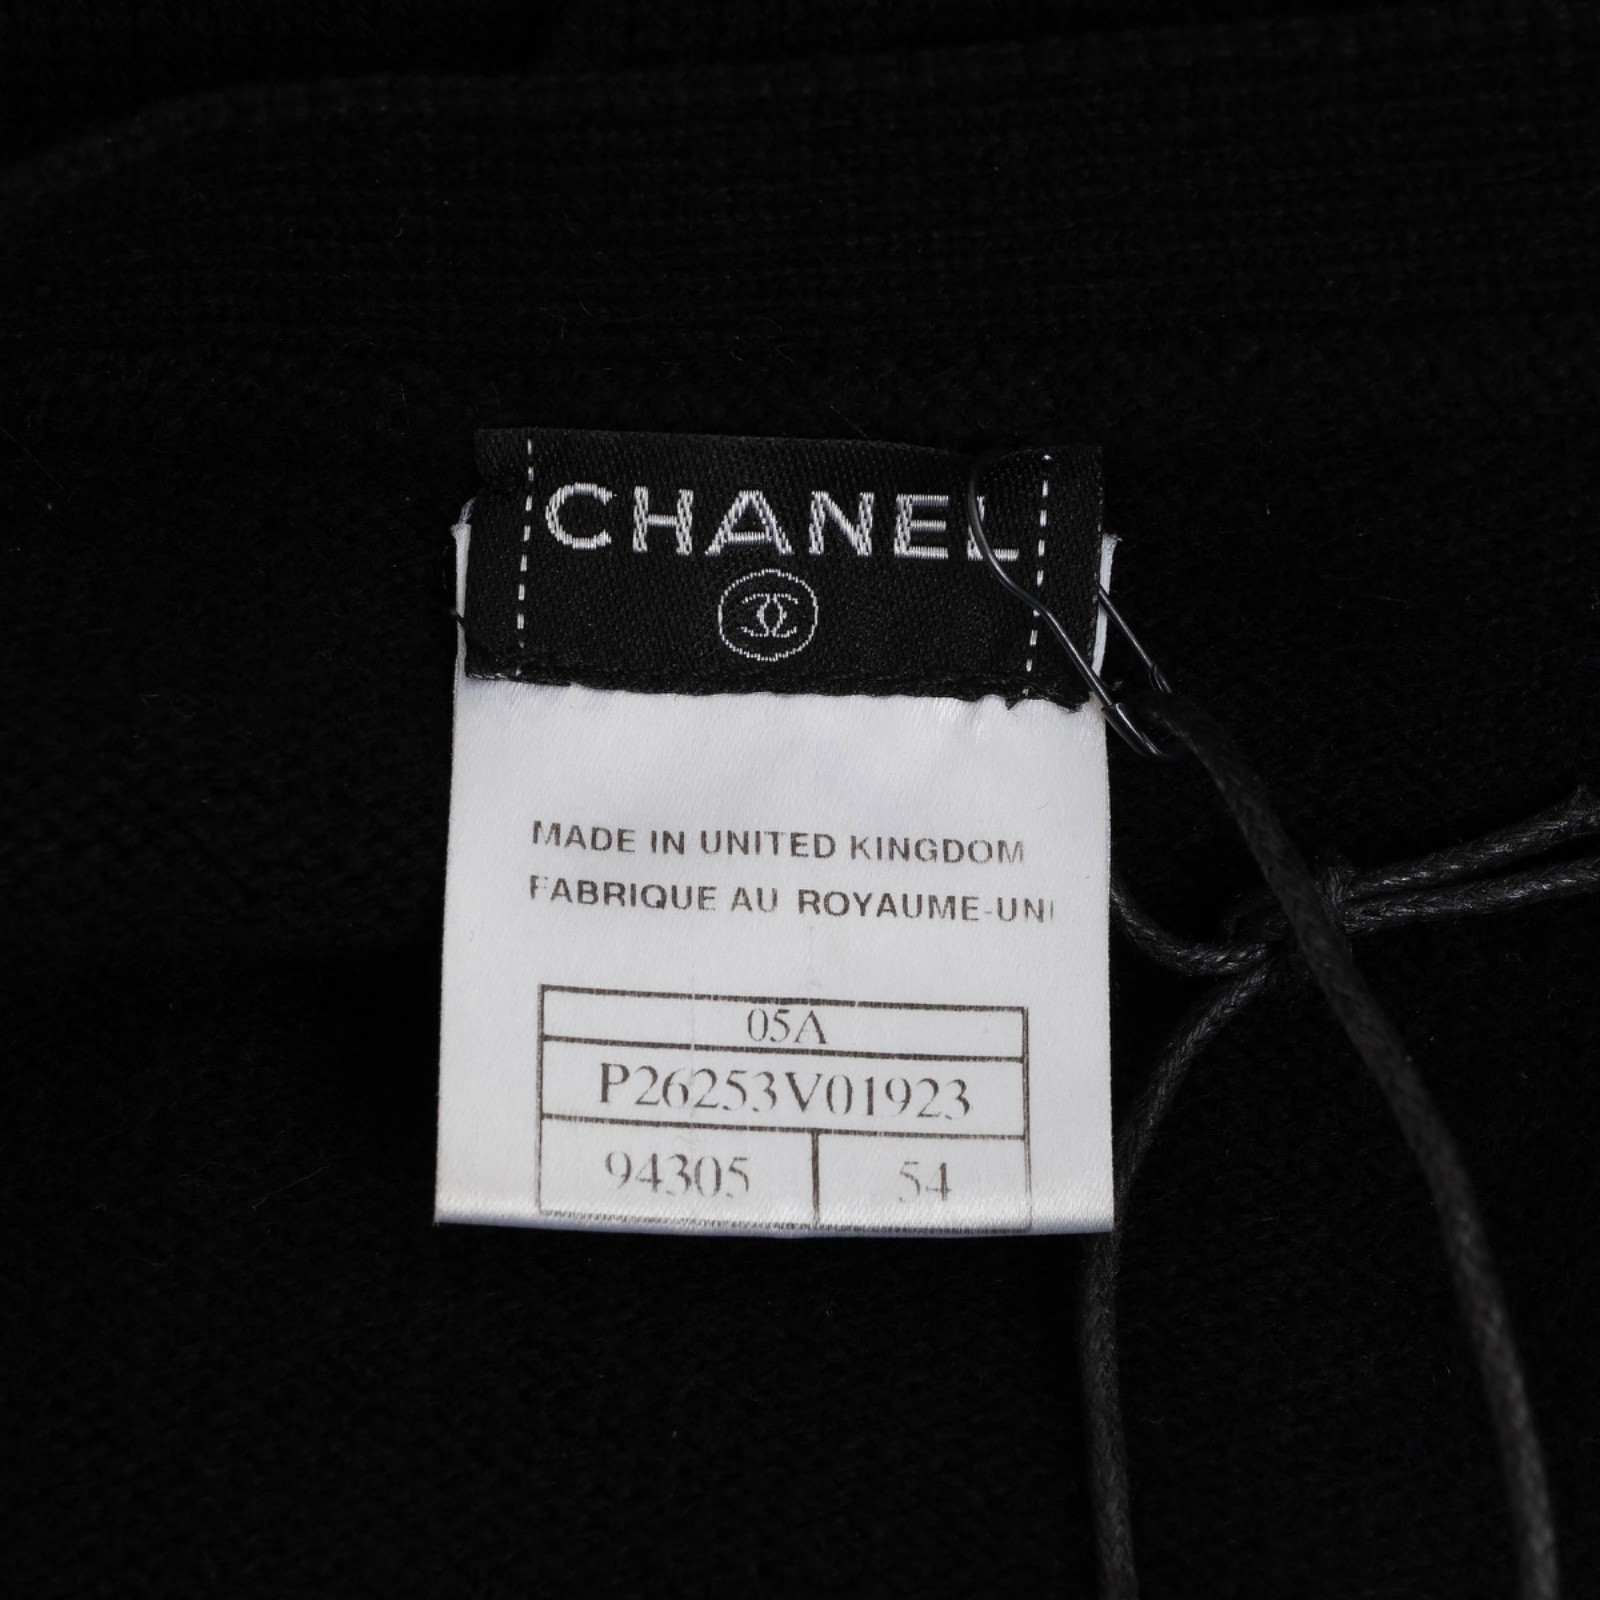 CHANEL
MADE IN UNITED KINGDOM
FABRIQUE AU ROYAUME-UNI
05A
P26253V01923
94305 54